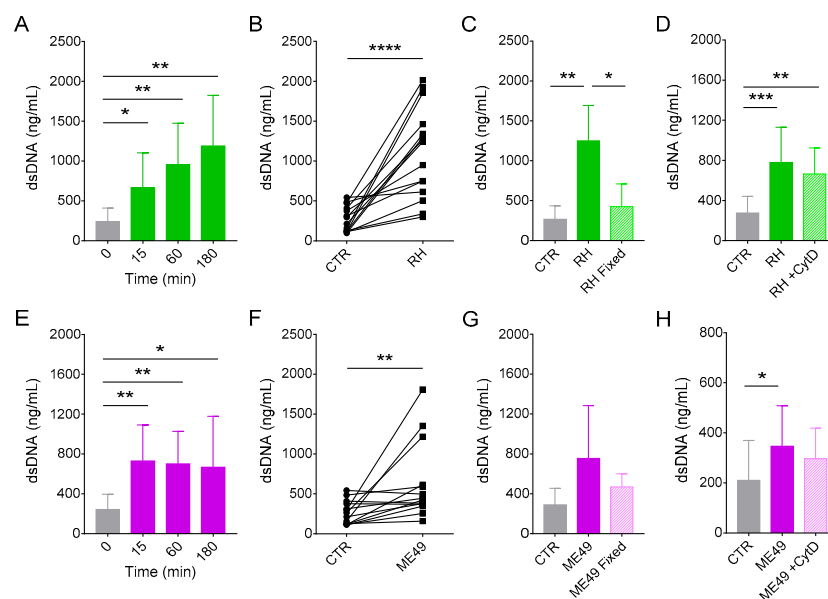 A
dsDNA (ng/mL)
2500
2000
1500
1000
500
0
*
**
**
0
15
60
180
Time (min)
B
dsDNA (ng/mL)
2500
2000
1500
1000
500
0
****
CTR
RH
C
dsDNA (ng/mL)
2500
2000
1500
1000
500
0
**
*
CTR
RH
RH Fixed
D
dsDNA (ng/mL)
2000
1600
1200
800
400
0
**
***
CTR
RH
RH +CytD
E
dsDNA (ng/mL)
2000
1600
1200
800
400
0
*
**
**
0
15
60
180
Time (min)
F
dsDNA (ng/mL)
2500
2000
1500
1000
500
0
**
CTR
ME49
G
dsDNA (ng/mL)
2000
1600
1200
800
400
0
CTR
ME49
ME49 Fixed
H
dsDNA (ng/mL)
800
600
400
200
0
*
CTR
ME49
ME49 +CytD